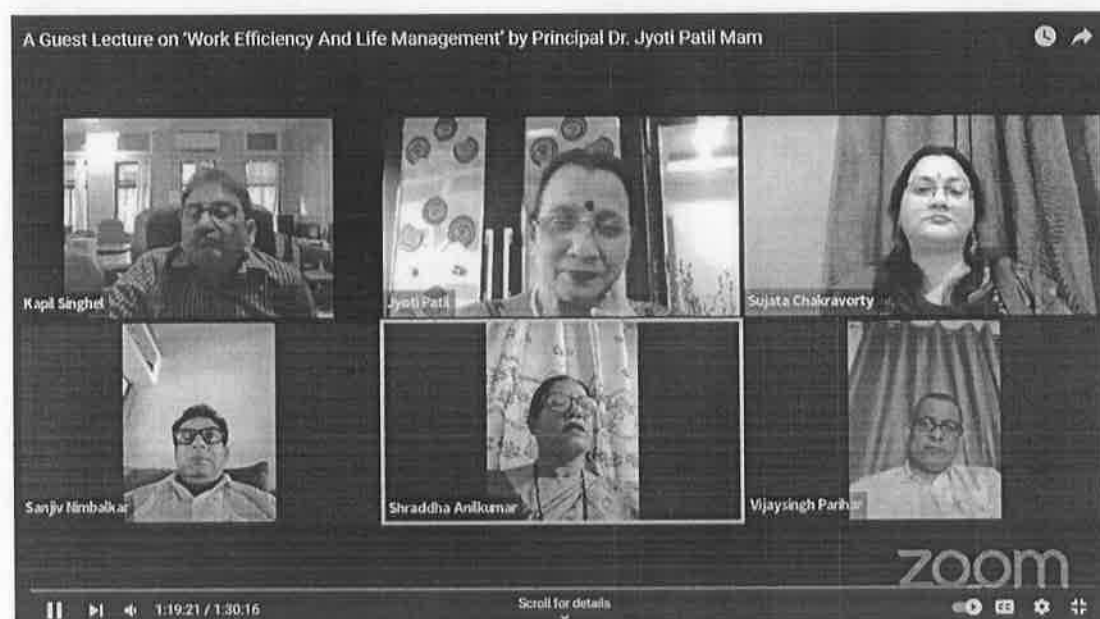 A Guest Lecture on 'Work Efficiency And Life Management' by Principal Dr. Jyoti Patil Mam
Kapil Singhel
Jyoti Patil
Sujata Chakravorty
Sanjiv Nimbalkar
Shraddha Anilkumar
Vijaysingh Parihar
zoom
1:19:21 / 1:30:16
Scroll for details
CC